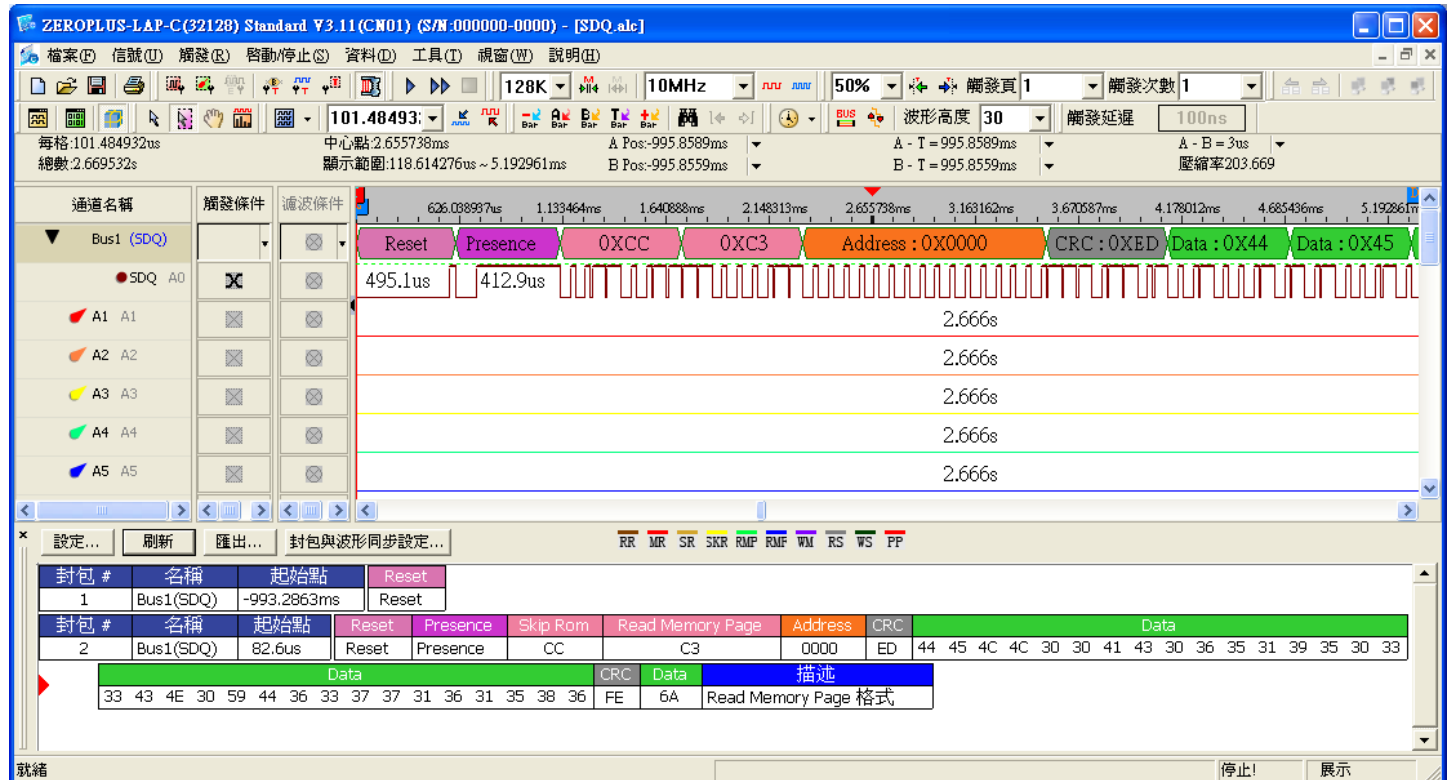 ZEROPLUS-LAP-C(32128) Standard V3.11(CN01) (S/N:000000-0000) - [SDQ.alc]
檔案(F) 信號(U) 觸發(R) 啓動/停止(S) 資料(D) 工具(T) 視窗(W) 説明(H)
128K 10MHz 50% 觸發頁 1 觸發次數 1
101.48493: Bar Bar Bar Bar Bar BUS 波形高度 30 觸發延遲 100ns
每格:101.484932us 中心點:2.655738ms A Pos:-995.8589ms A - T = 995.8589ms A - B = 3us
總數:2.669532s 顯示範圍:118.614276us ~ 5.192961ms B Pos:-995.8559ms B - T = 995.8559ms 壓縮率203.669
通道名稱 觸發條件 濾波條件 626.038937us 1.133464ms 1.640888ms 2.148313ms 2.655738ms 3.163162ms 3.670587ms 4.178012ms 4.685436ms 5.192861m
Bus1 (SDQ) Reset Presence 0XCC 0XC3 Address : 0X0000 CRC : 0XED Data : 0X44 Data : 0X45
SDQ A0 495.1us 412.9us
A1 A1 2.666s
A2 A2 2.666s
A3 A3 2.666s
A4 A4 2.666s
A5 A5 2.666s
設定... 刷新 匯出... 封包與波形同步設定... RR MR SR SKR RMP RMF WM RS WS PP
封包 # 名稱 起始點 Reset
1 Bus1(SDQ) -993.2863ms Reset
封包 # 名稱 起始點 Reset Presence Skip Rom Read Memory Page Address CRC Data
2 Bus1(SDQ) 82.6us Reset Presence CC C3 0000 ED 44 45 4C 4C 30 30 41 43 30 36 35 31 39 35 30 33
Data CRC Data 描述
33 43 4E 30 59 44 36 33 37 37 31 36 31 35 38 36 FE 6A Read Memory Page 格式
就緒 停止! 展示